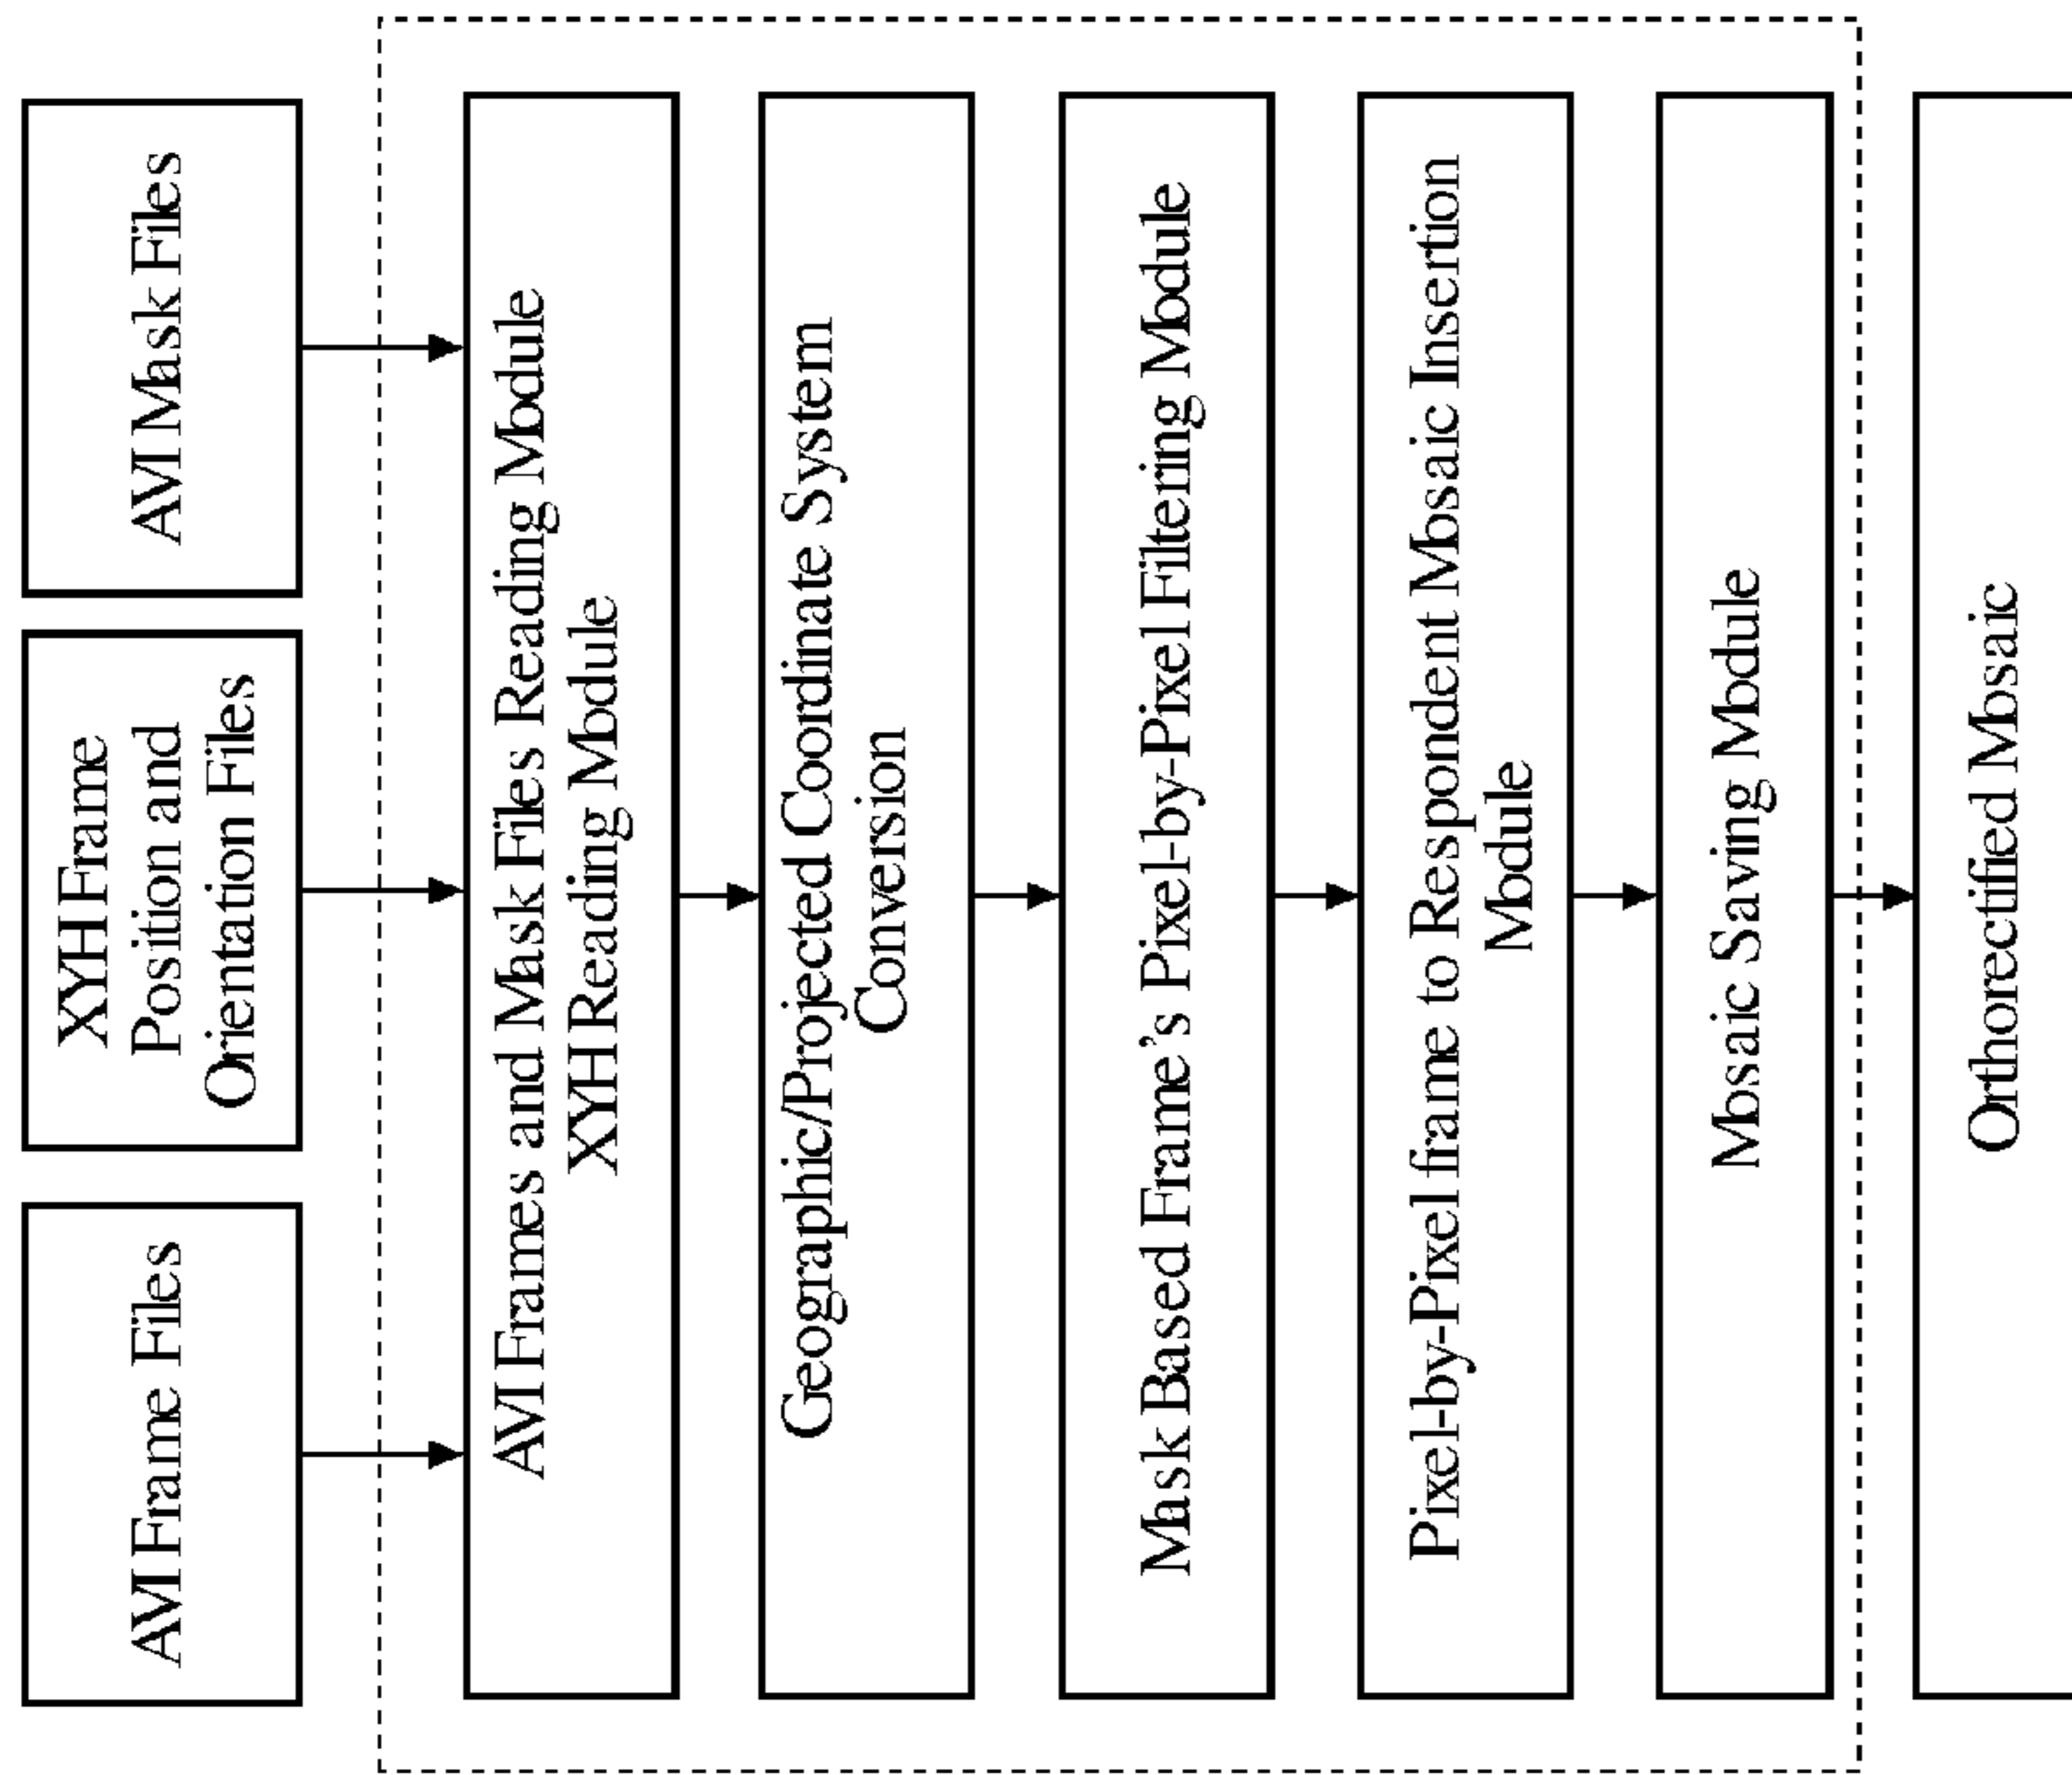 AVI Frame Files
XYH Frame
Position and
Orientation Files
AVI Mask Files
AVI Frames and Mask Files Reading Module
XYH Reading Module
Geographic/Projected Coordinate System
Conversion
Mask Based Frame's Pixel-by-Pixel Filtering Module
Pixel-by-Pixel frame to Respondent Mosaic Insertion
Module
Mosaic Saving Module
Orthorectified Mosaic